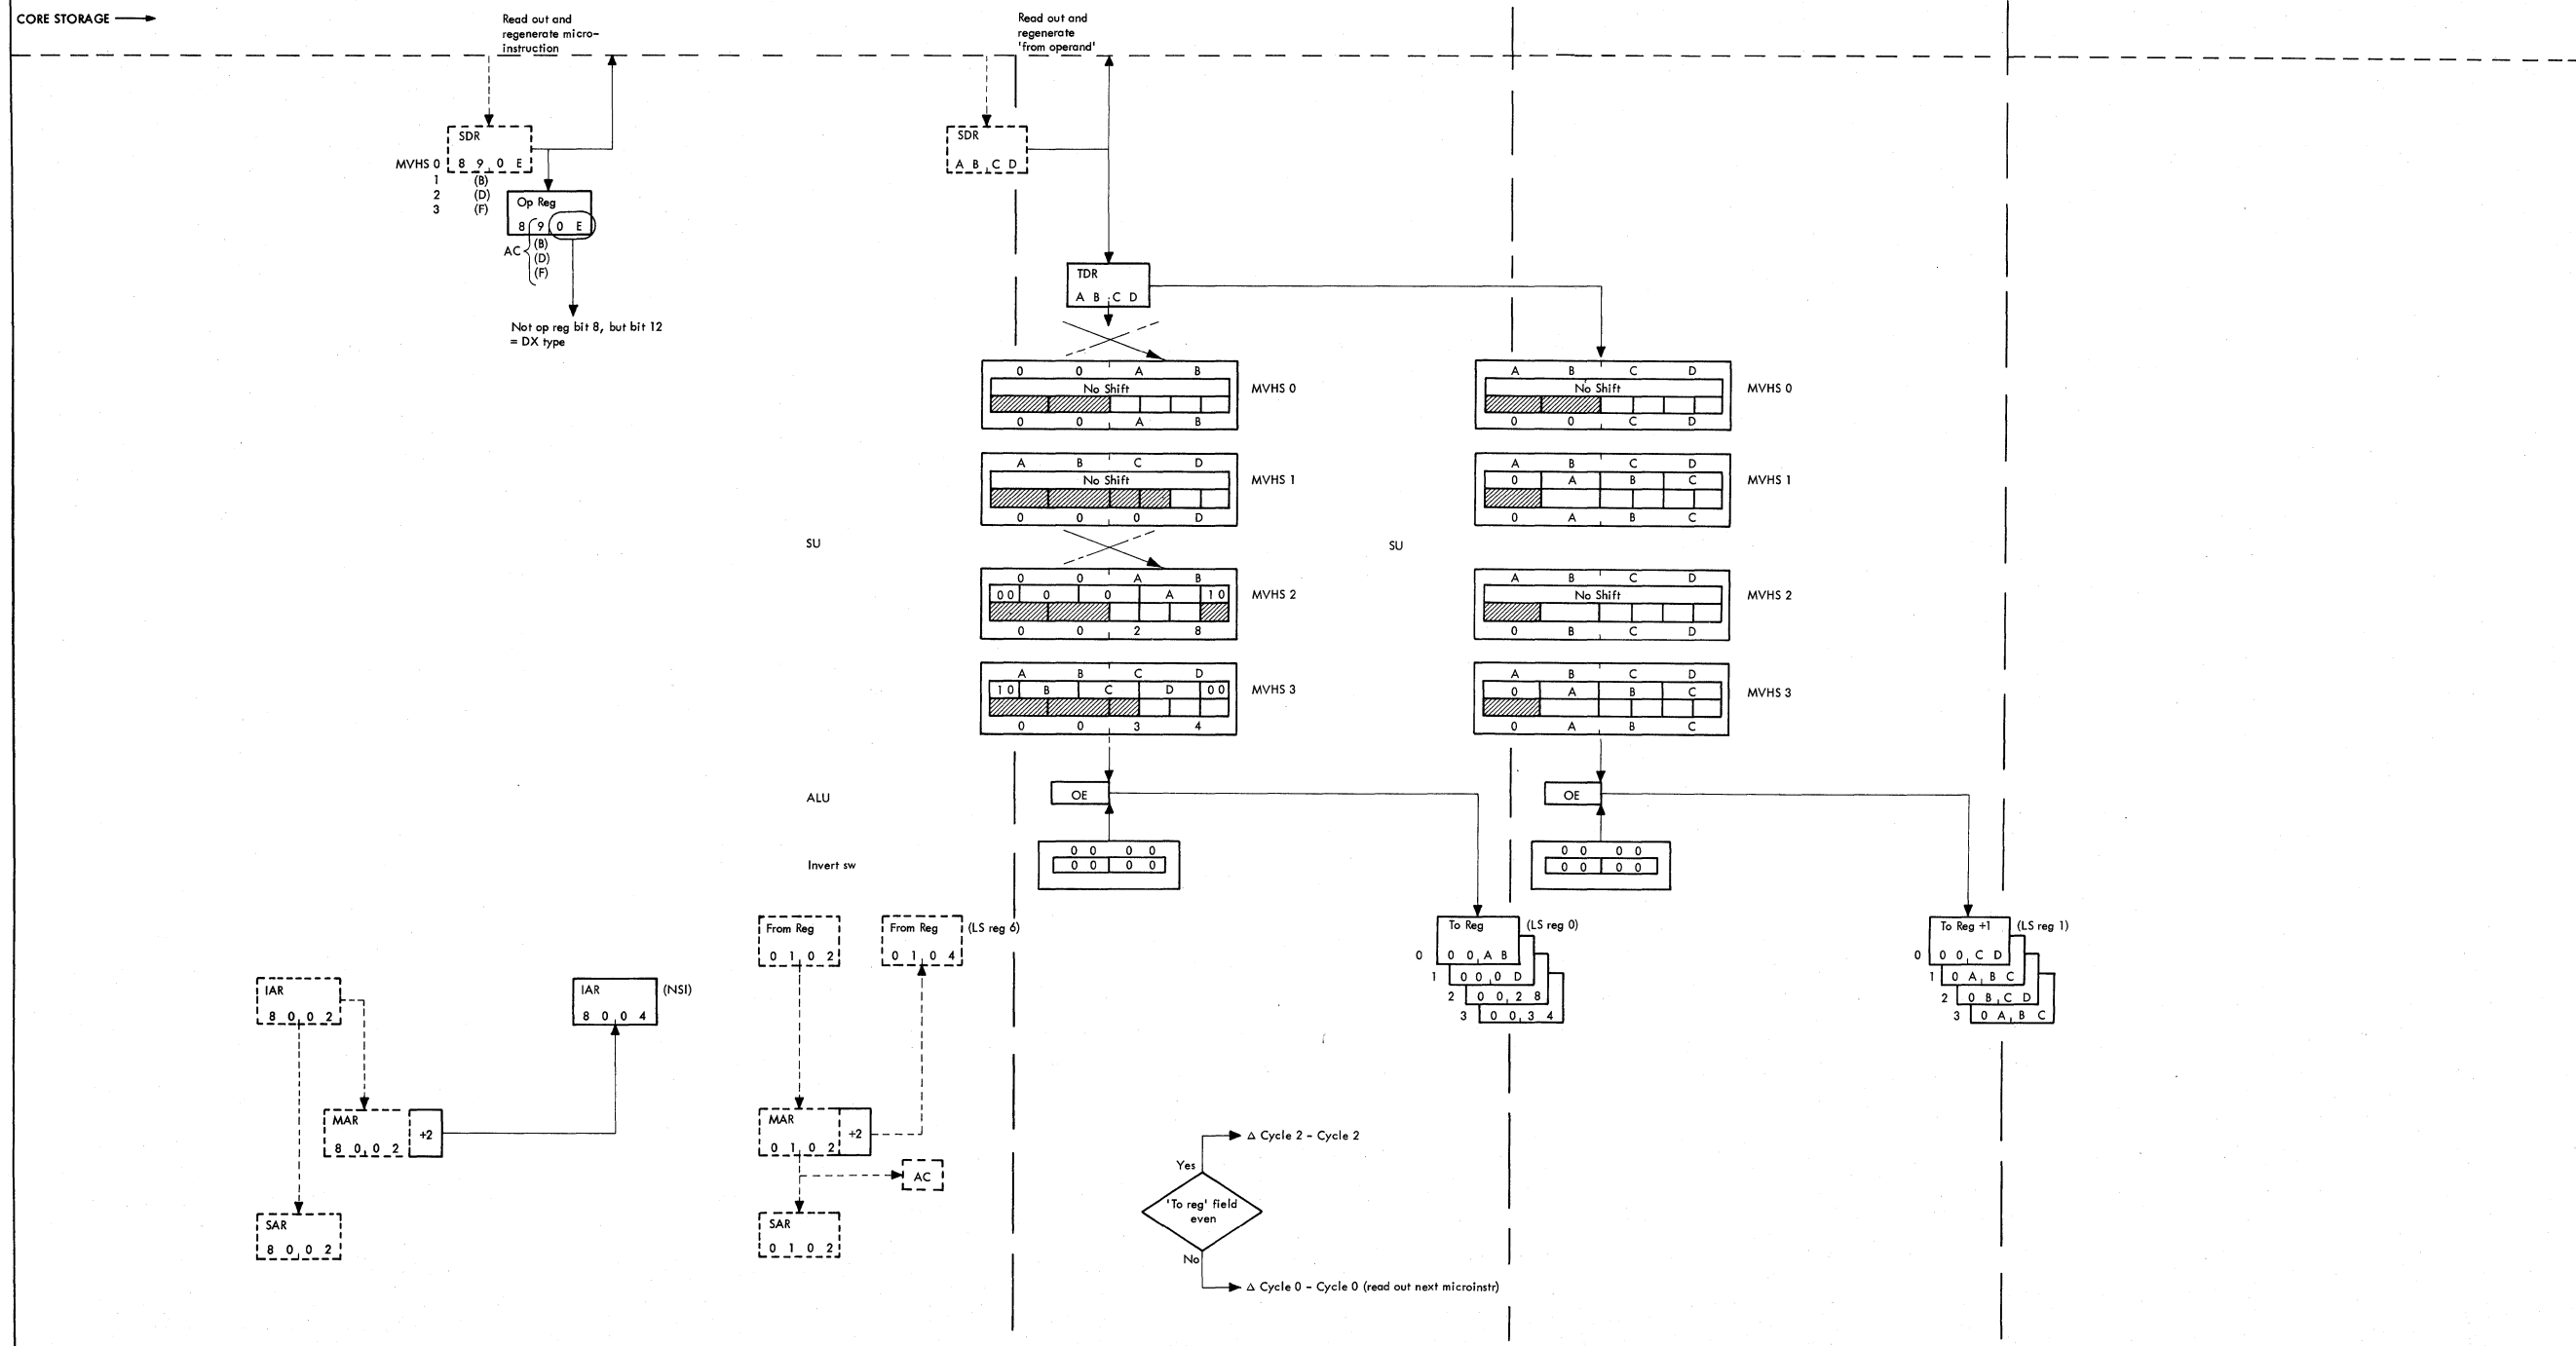 CORE STORAGE
Read out and
regenerate micro-
instruction
Read out and
regenerate
'from operand'
SDR
MVHS 0 8 9 0 E
1 (B)
2 (D)
3 (F)
Op Reg
8 9 0 E
AC (B)
(D)
(F)
Not op reg bit 8, but bit 12
= DX type
SDR
A B C D
TDR
A B C D
0 0 A B
No Shift
MVHS 0
0 0 A B
A B C D
No Shift
MVHS 1
0 0 0 D
SU
0 0 A B
0 0 0 0 A 1 0
MVHS 2
0 0 2 8
A B C D
1 0 B C D 0 0
MVHS 3
0 0 3 4
A B C D
No Shift
MVHS 0
0 0 C D
A B C D
0 A B C
MVHS 1
0 A B C
SU
A B C D
No Shift
MVHS 2
0 B C D
A B C D
0 A B C
MVHS 3
0 A B C
ALU
OE
OE
Invert sw
0 0 0 0
0 0 0 0
0 0 0 0
0 0 0 0
From Reg
0 1 0 2
From Reg (LS reg 6)
0 1 0 4
To Reg (LS reg 0)
0 0 0 A B
1 0 0 0 D
2 0 0 2 8
3 0 0 3 4
To Reg +1 (LS reg 1)
0 0 0 C D
1 0 A B C
2 0 B C D
3 0 A B C
IAR
8 0 0 2
IAR (NSI)
8 0 0 4
MAR
8 0 0 2 +2
SAR
8 0 0 2
MAR
0 1 0 2 +2
AC
SAR
0 1 0 2
Δ Cycle 2 - Cycle 2
Yes
'To reg' field
even
No
Δ Cycle 0 - Cycle 0 (read out next microinstr)